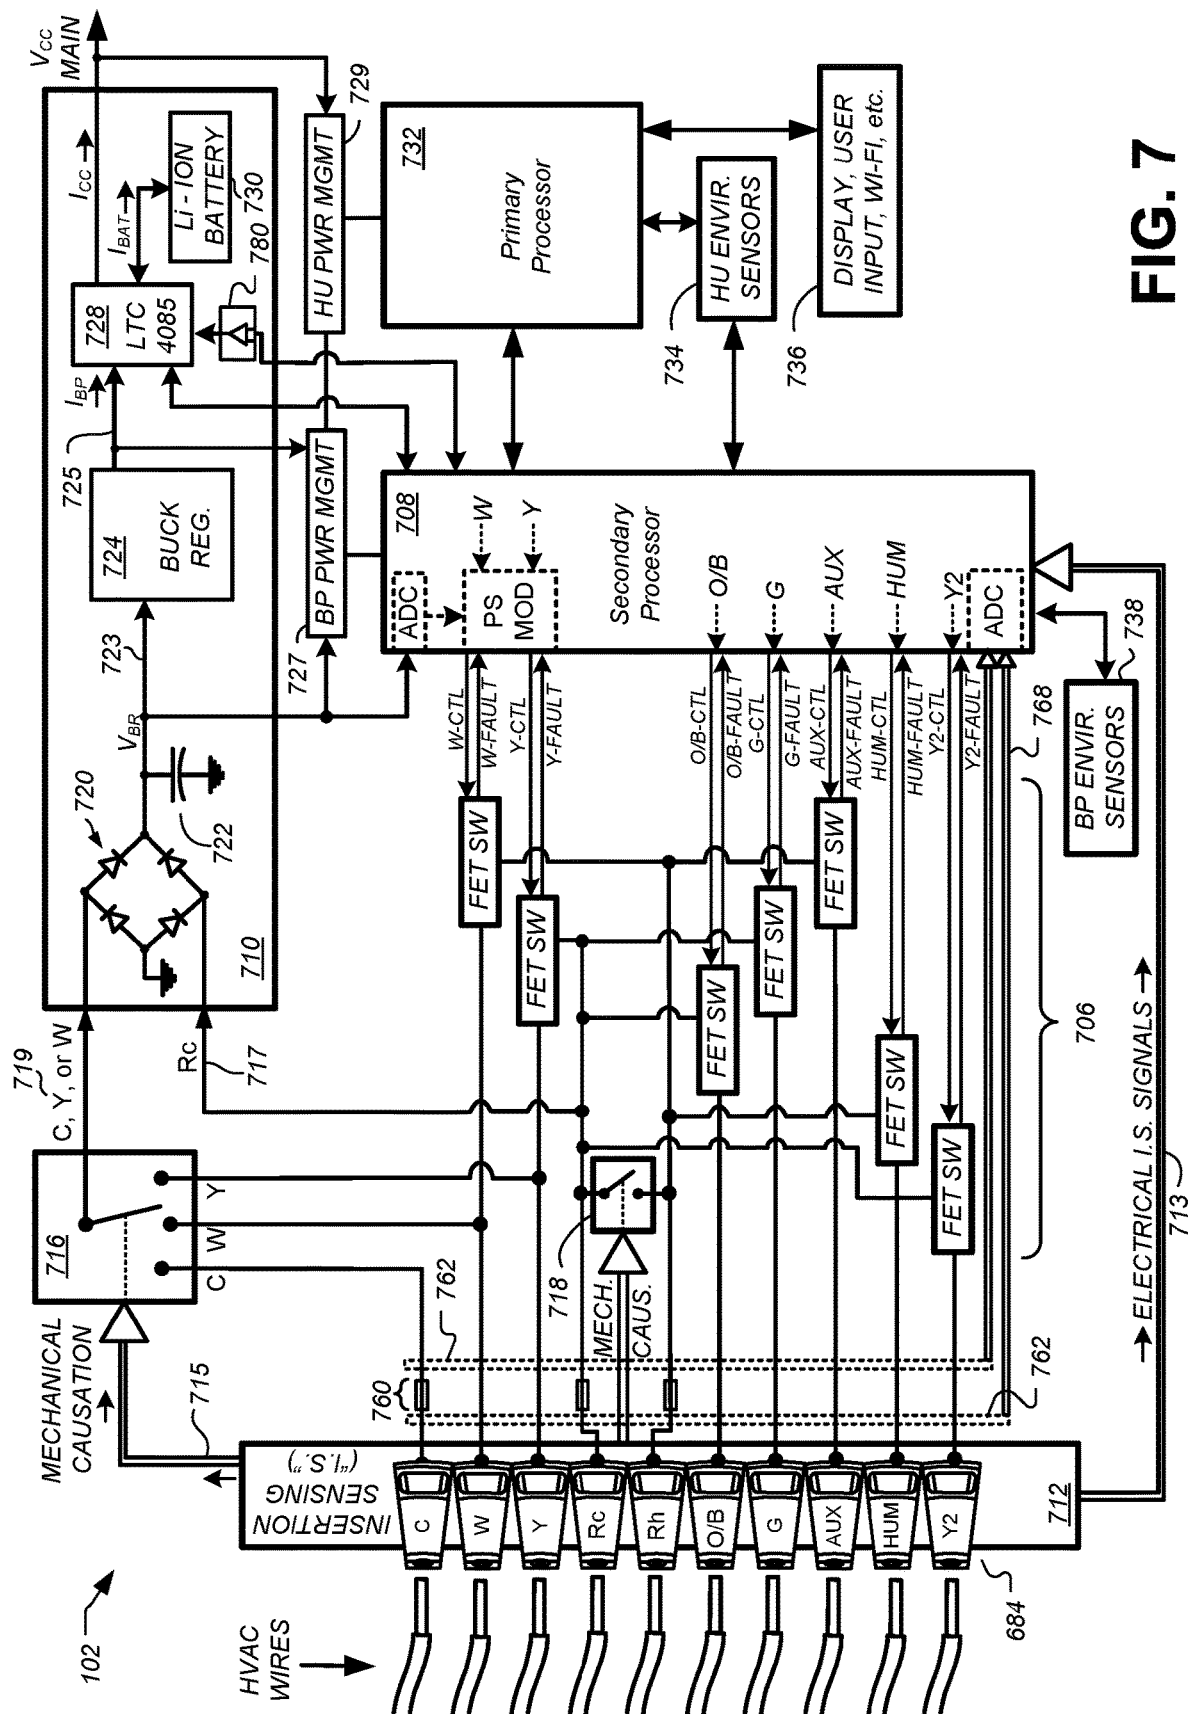 102
HVAC
WIRES
684
INSERTION
SENSING
("I.S.")
712
C
W
Y
Rc
Rh
O/B
G
AUX
HUM
Y2
MECHANICAL
CAUSATION
715
716
C
W
Y
719
C, Y, or W
Rc
717
710
720
722
VBR
723
724
BUCK
REG.
725
IBP
728
LTC
4085
IBAT
ICC
Li - ION
BATTERY
730
780
VCC
MAIN
727
BP PWR MGMT
HU PWR MGMT
729
760
762
762
718
MECH.
CAUS.
FET SW
FET SW
FET SW
FET SW
FET SW
FET SW
FET SW
706
W-CTL
W-FAULT
Y-CTL
Y-FAULT
O/B-CTL
O/B-FAULT
G-CTL
G-FAULT
AUX-CTL
AUX-FAULT
HUM-CTL
HUM-FAULT
Y2-CTL
Y2-FAULT
768
708
ADC
PS
MOD
W
Y
Secondary
Processor
O/B
G
AUX
HUM
Y2
ADC
732
Primary
Processor
734
HU ENVIR.
SENSORS
736
DISPLAY, USER
INPUT, WI-FI, etc.
738
BP ENVIR.
SENSORS
ELECTRICAL I.S. SIGNALS
713
FIG. 7